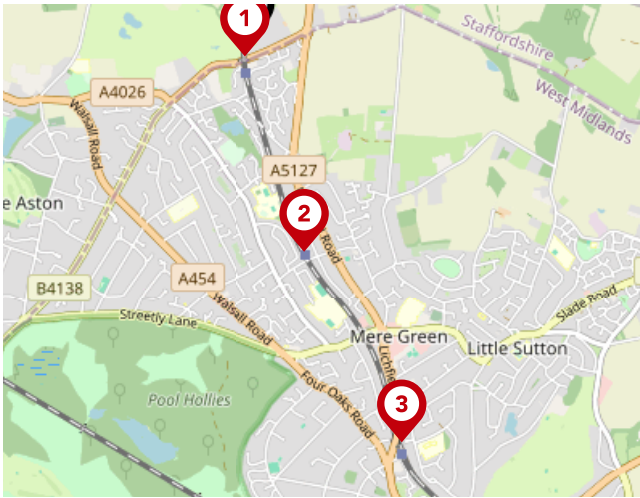 1
Staffordshire
West Midlands
A4026
Walsall Road
A5127
e Aston
2
Road
A454
B4138
Walsall Road
Slade Road
Streetly Lane
Mere Green
Little Sutton
Lichfie
Four Oaks Road
Pool Hollies
3